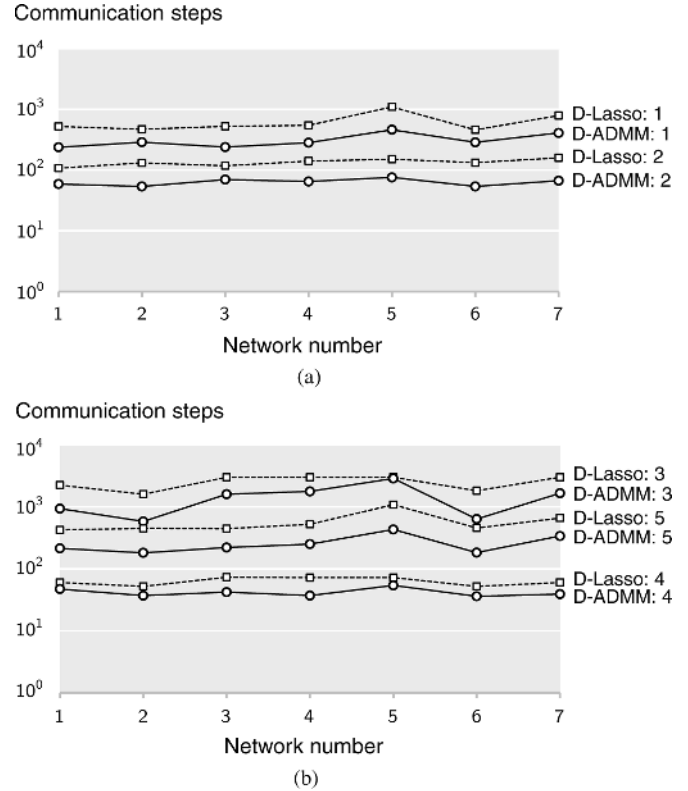 Communication steps
10^4
10^3
10^2
10^1
10^0
D-Lasso: 1
D-ADMM: 1
D-Lasso: 2
D-ADMM: 2
1 2 3 4 5 6 7
Network number
(a)
Communication steps
10^4
10^3
10^2
10^1
10^0
D-Lasso: 3
D-ADMM: 3
D-Lasso: 5
D-ADMM: 5
D-Lasso: 4
D-ADMM: 4
1 2 3 4 5 6 7
Network number
(b)